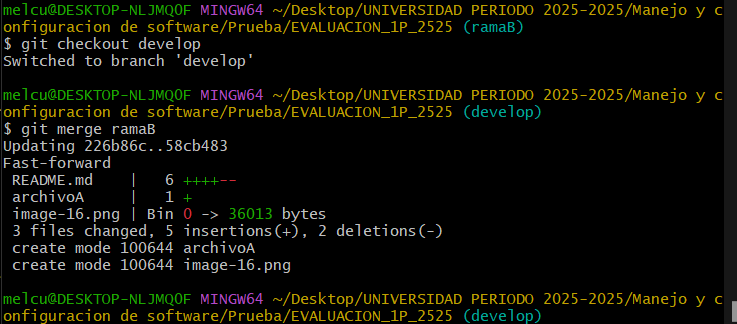 melcu@DESKTOP-NLJMQ0F MINGW64 ~/Desktop/UNIVERSIDAD PERIODO 2025-2025/Manejo y c
onfiguracion de software/Prueba/EVALUACION_1P_2525 (ramaB)
$ git checkout develop
Switched to branch 'develop'
melcu@DESKTOP-NLJMQ0F MINGW64 ~/Desktop/UNIVERSIDAD PERIODO 2025-2025/Manejo y c
onfiguracion de software/Prueba/EVALUACION_1P_2525 (develop)
$ git merge ramaB
Updating 226b86c..58cb483
Fast-forward
 README.md    |   6 ++++--
 archivoA     |   1 +
 image-16.png | Bin 0 -> 36013 bytes
 3 files changed, 5 insertions(+), 2 deletions(-)
 create mode 100644 archivoA
 create mode 100644 image-16.png
melcu@DESKTOP-NLJMQ0F MINGW64 ~/Desktop/UNIVERSIDAD PERIODO 2025-2025/Manejo y c
onfiguracion de software/Prueba/EVALUACION_1P_2525 (develop)